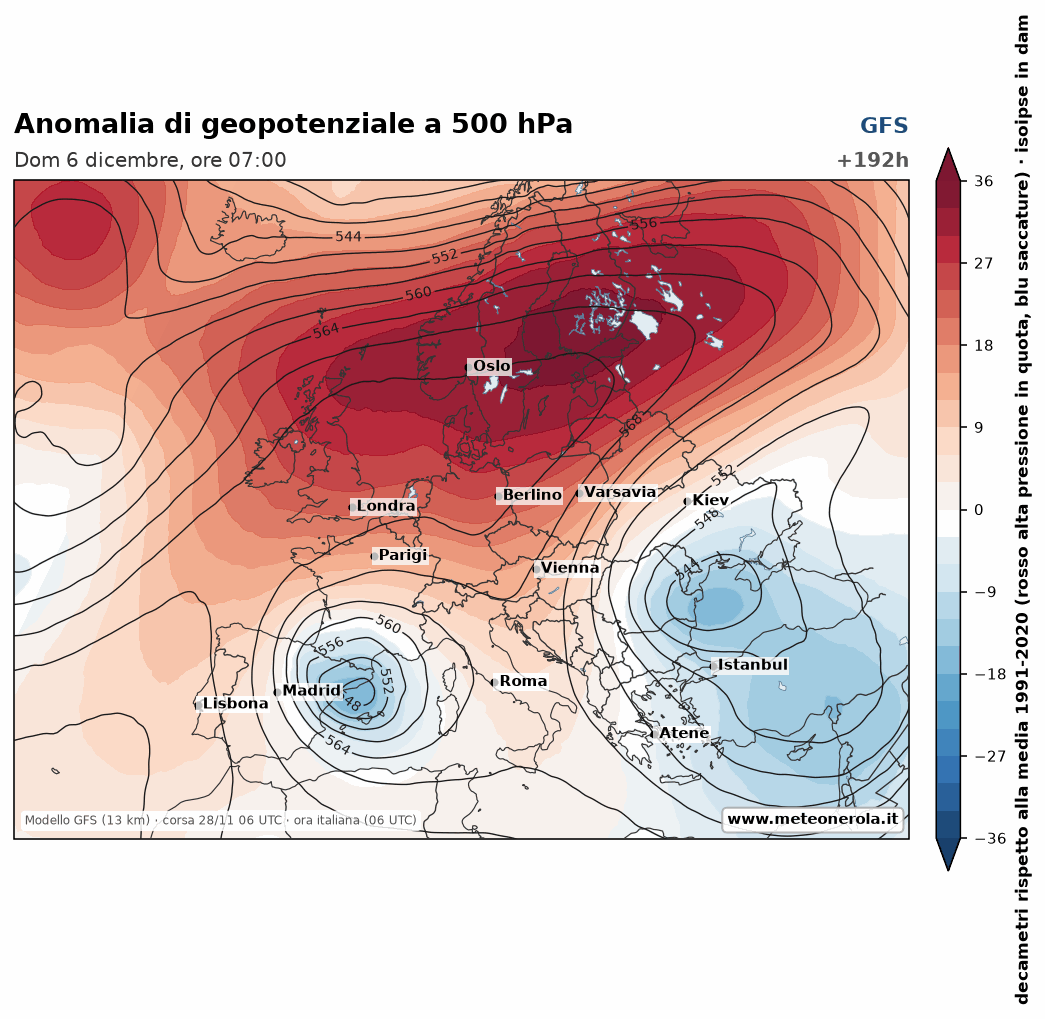 Anomalia di geopotenziale a 500 hPa
GFS
Dom 6 dicembre, ore 07:00
+192h
544
552
556
560
564
568
552
548
544
560
556
552
548
564
Oslo
Londra
Berlino
Varsavia
Kiev
Parigi
Vienna
Istanbul
Roma
Madrid
Lisbona
Atene
Modello GFS (13 km) · corsa 28/11 06 UTC · ora italiana (06 UTC)
www.meteonerola.it
36
27
18
9
0
−9
−18
−27
−36
decametri rispetto alla media 1991-2020 (rosso alta pressione in quota, blu saccature) · isoipse in dam